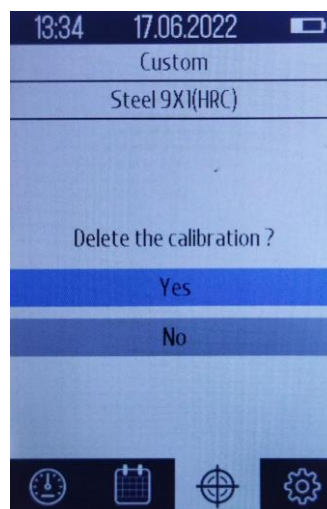 13:34 17.06.2022
Custom
Steel 9X1(HRC)
Delete the calibration ?
Yes
No